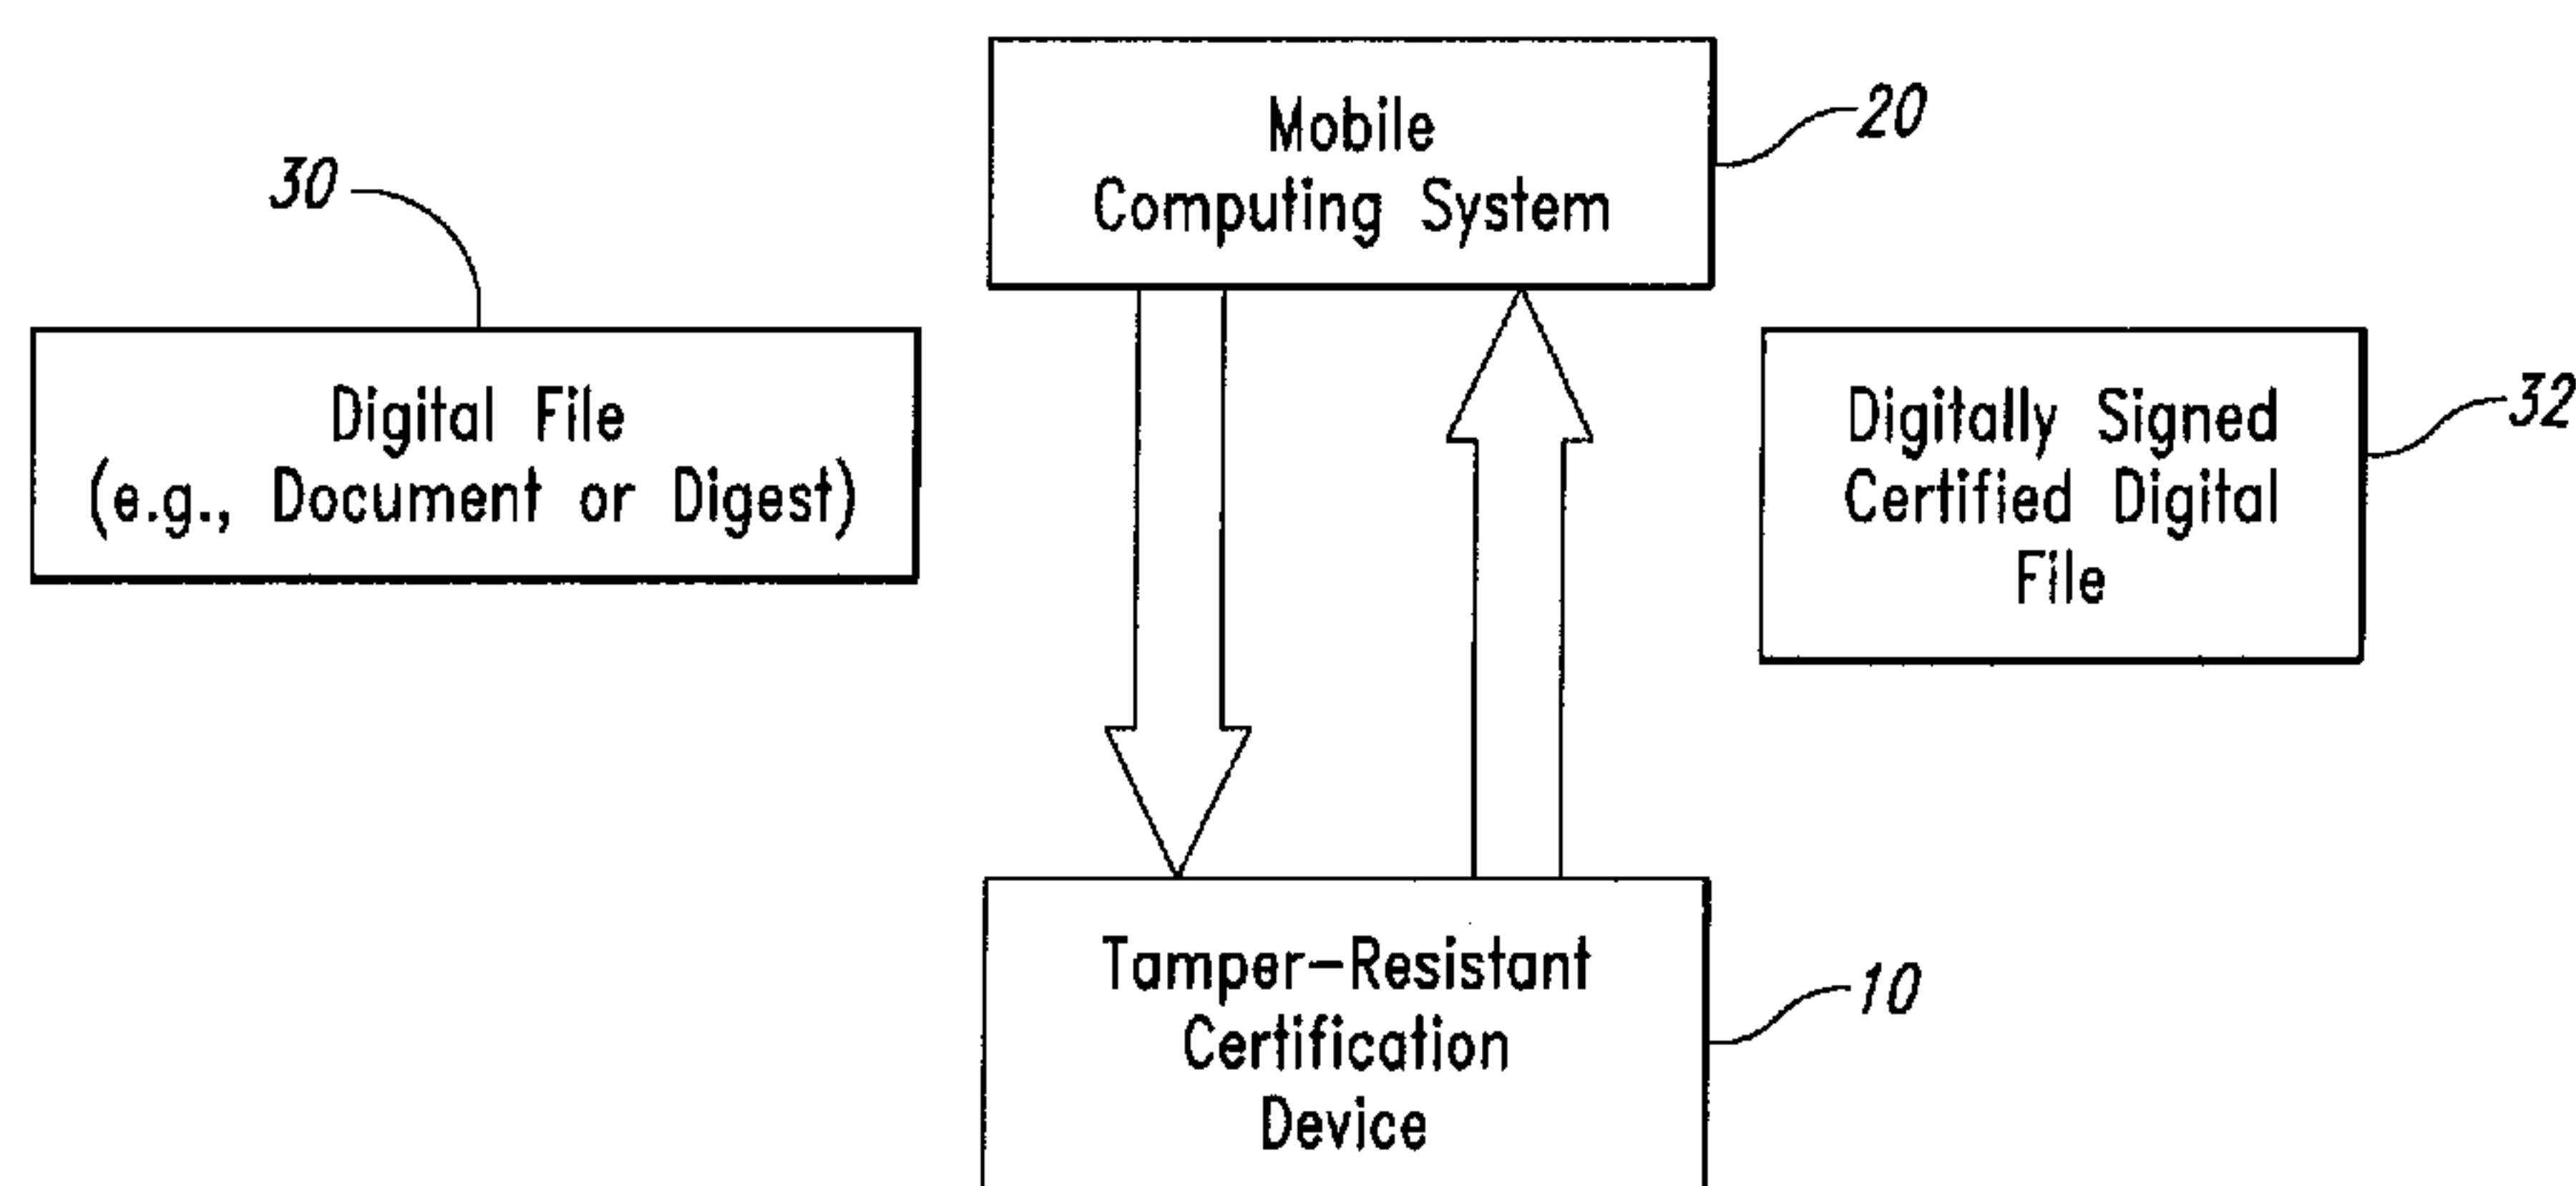 Mobile
Computing System
20
30
Digital File
(e.g., Document or Digest)
Digitally Signed
Certified Digital
File
32
Tamper-Resistant
Certification
Device
10